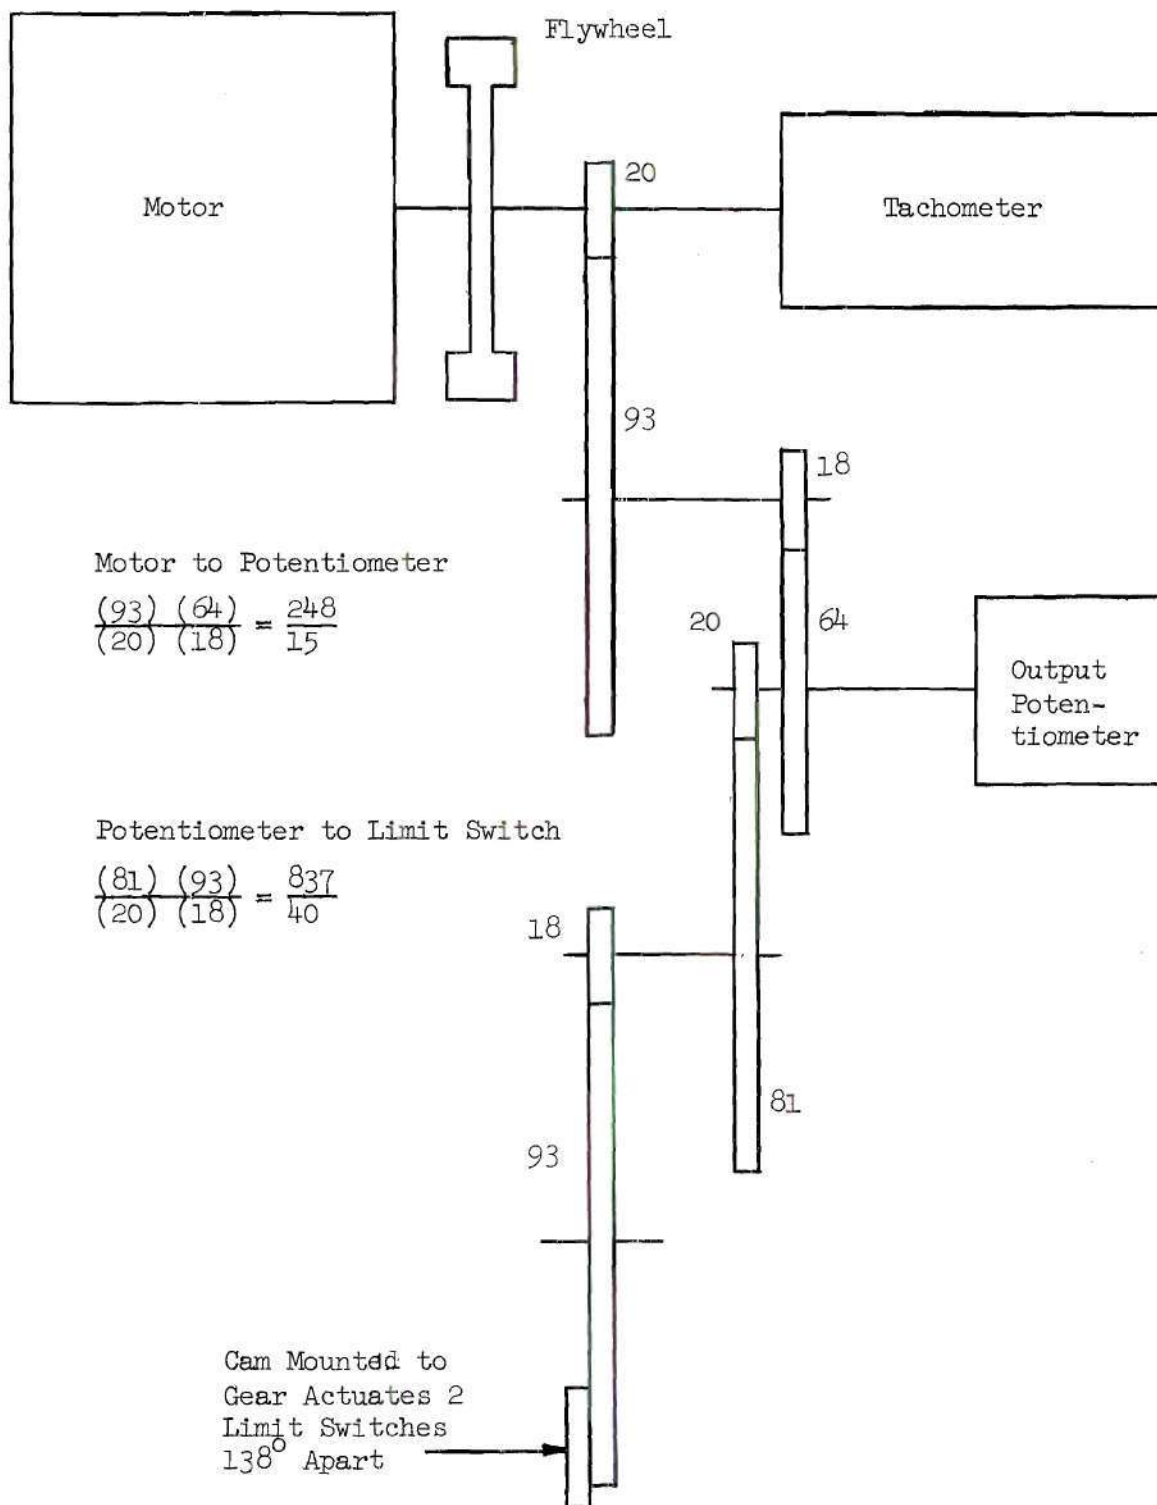 Flywheel
Motor
20
Tachometer
93
18
Motor to Potentiometer
(93) (64) / (20) (18) = 248 / 15
20
64
Output
Poten-
tiometer
Potentiometer to Limit Switch
(81) (93) / (20) (18) = 837 / 40
18
81
93
Cam Mounted to
Gear Actuates 2
Limit Switches
138° Apart